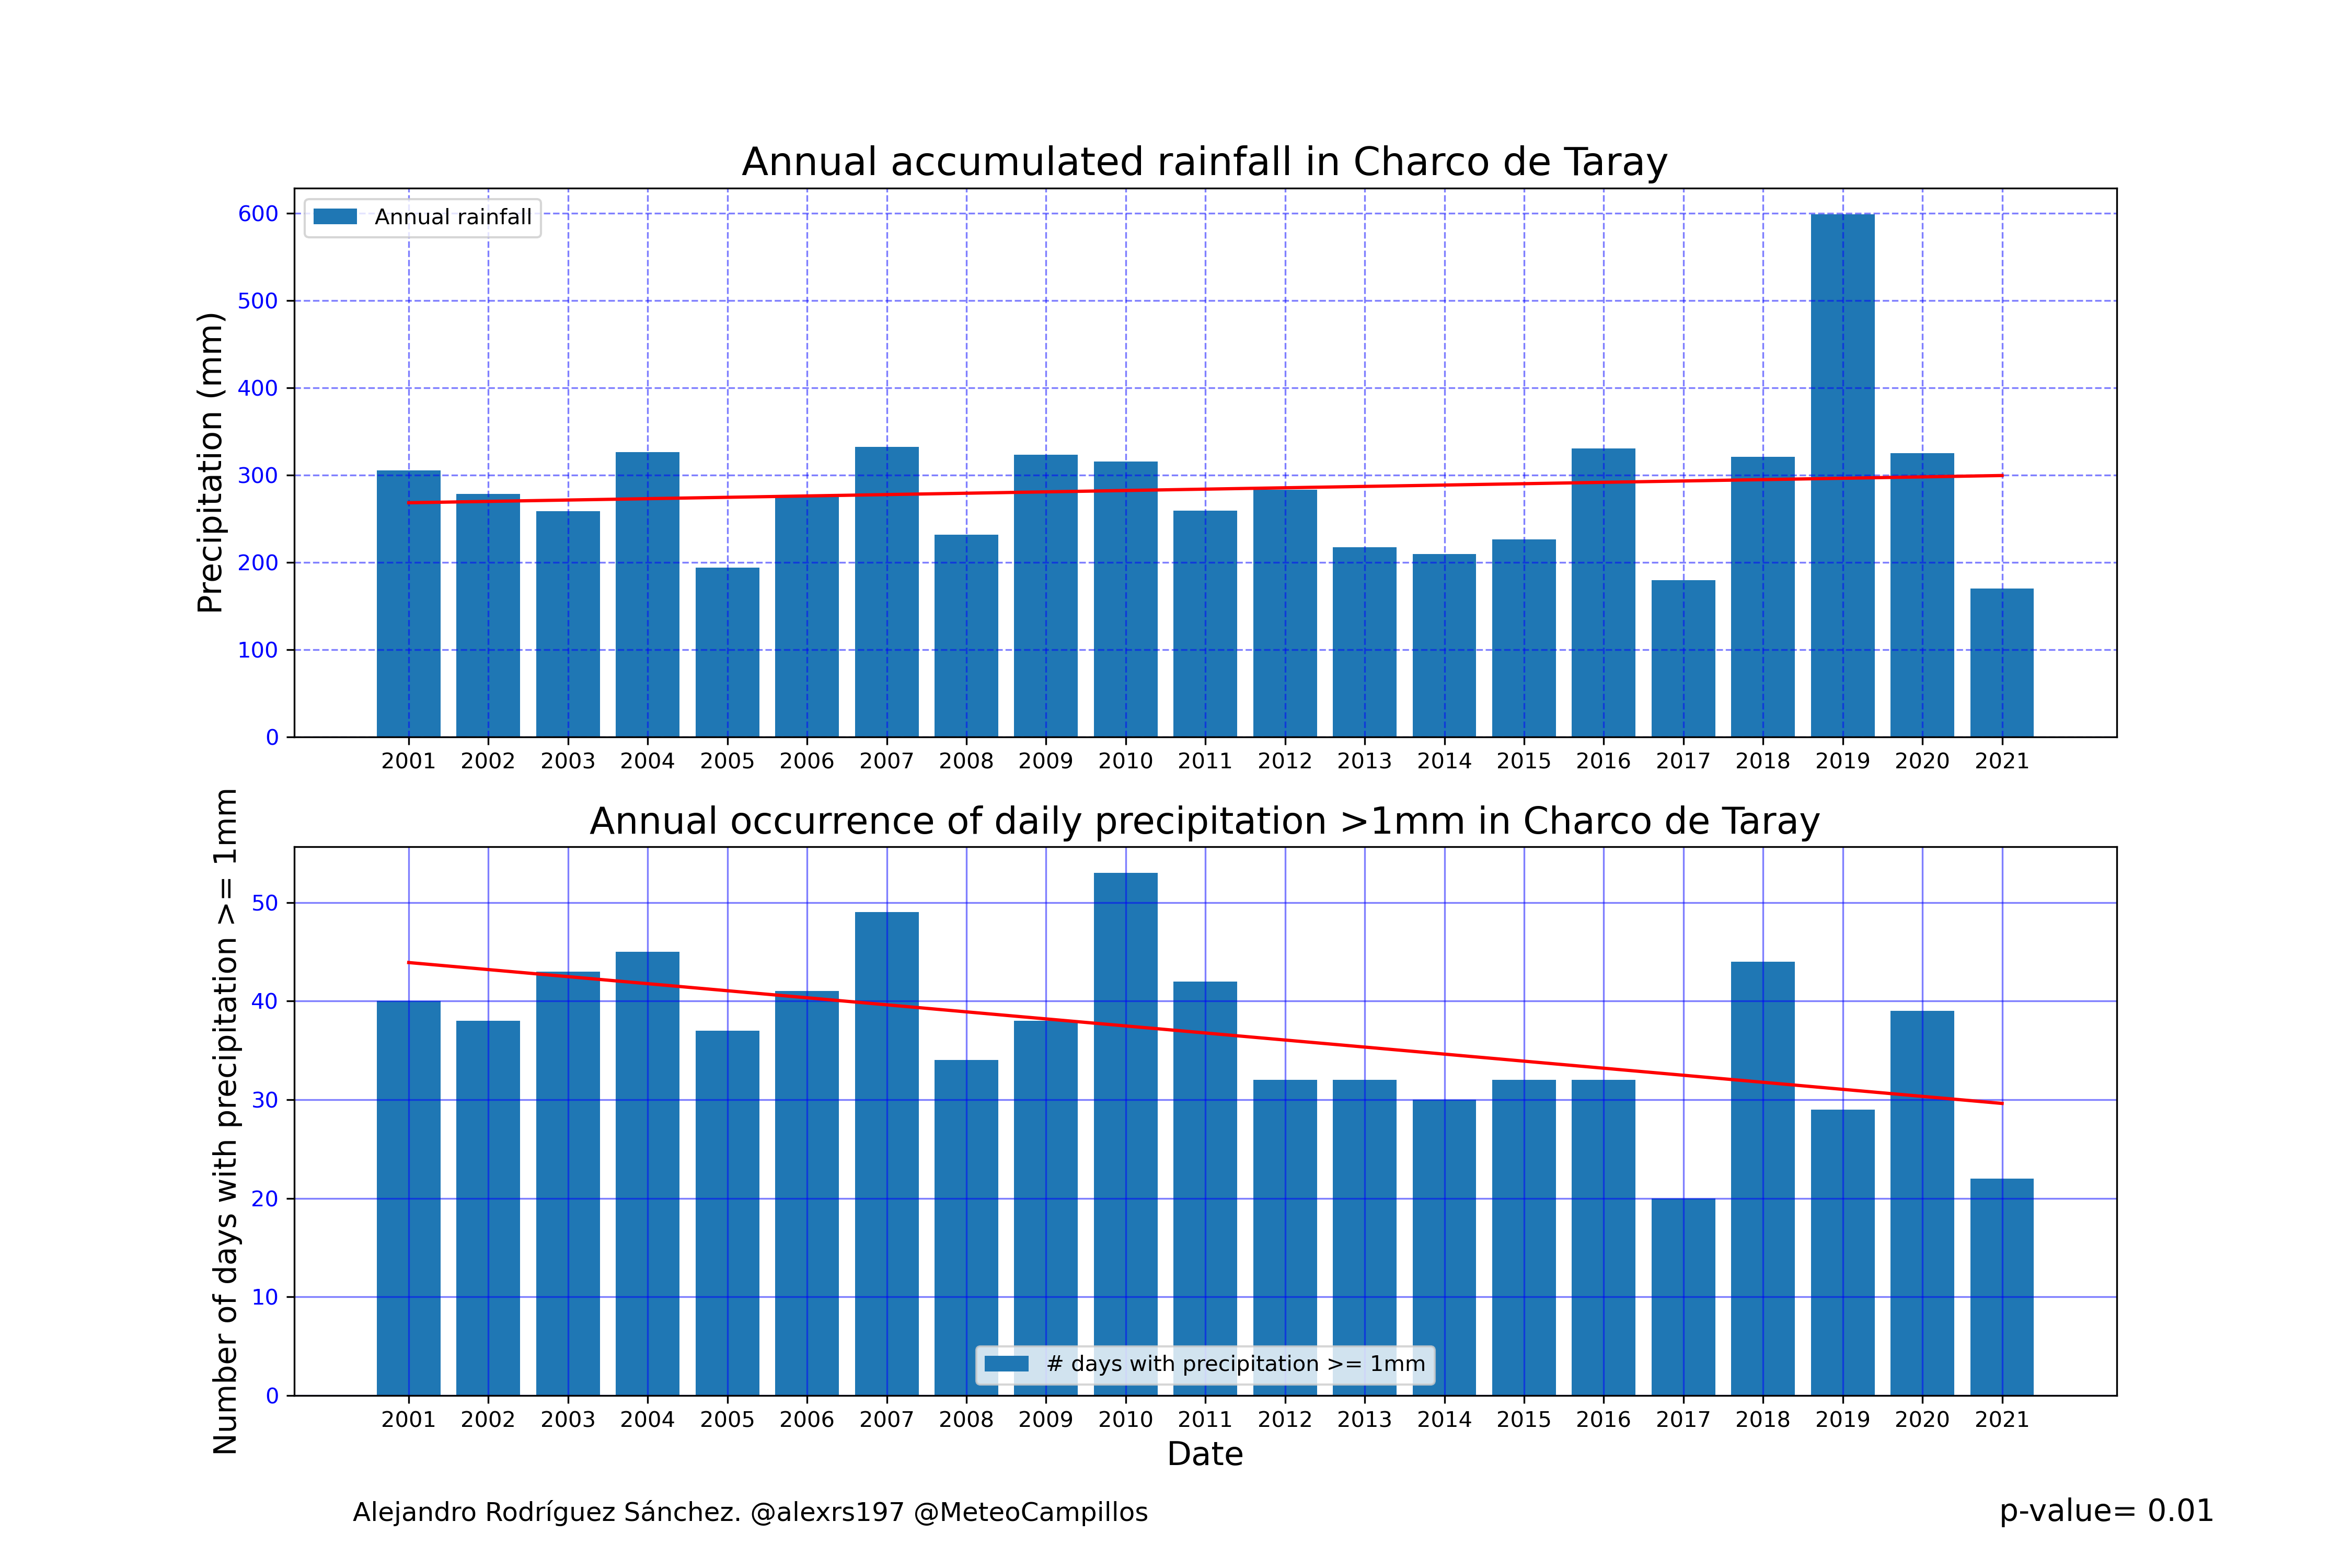 Annual accumulated rainfall in Charco de Taray
Annual rainfall
Precipitation (mm)
600
500
400
300
200
100
0
2001 2002 2003 2004 2005 2006 2007 2008 2009 2010 2011 2012 2013 2014 2015 2016 2017 2018 2019 2020 2021
Annual occurrence of daily precipitation >1mm in Charco de Taray
Number of days with precipitation >= 1mm
50
40
30
20
10
0
# days with precipitation >= 1mm
2001 2002 2003 2004 2005 2006 2007 2008 2009 2010 2011 2012 2013 2014 2015 2016 2017 2018 2019 2020 2021
Date
Alejandro Rodríguez Sánchez. @alexrs197 @MeteoCampillos
p-value= 0.01